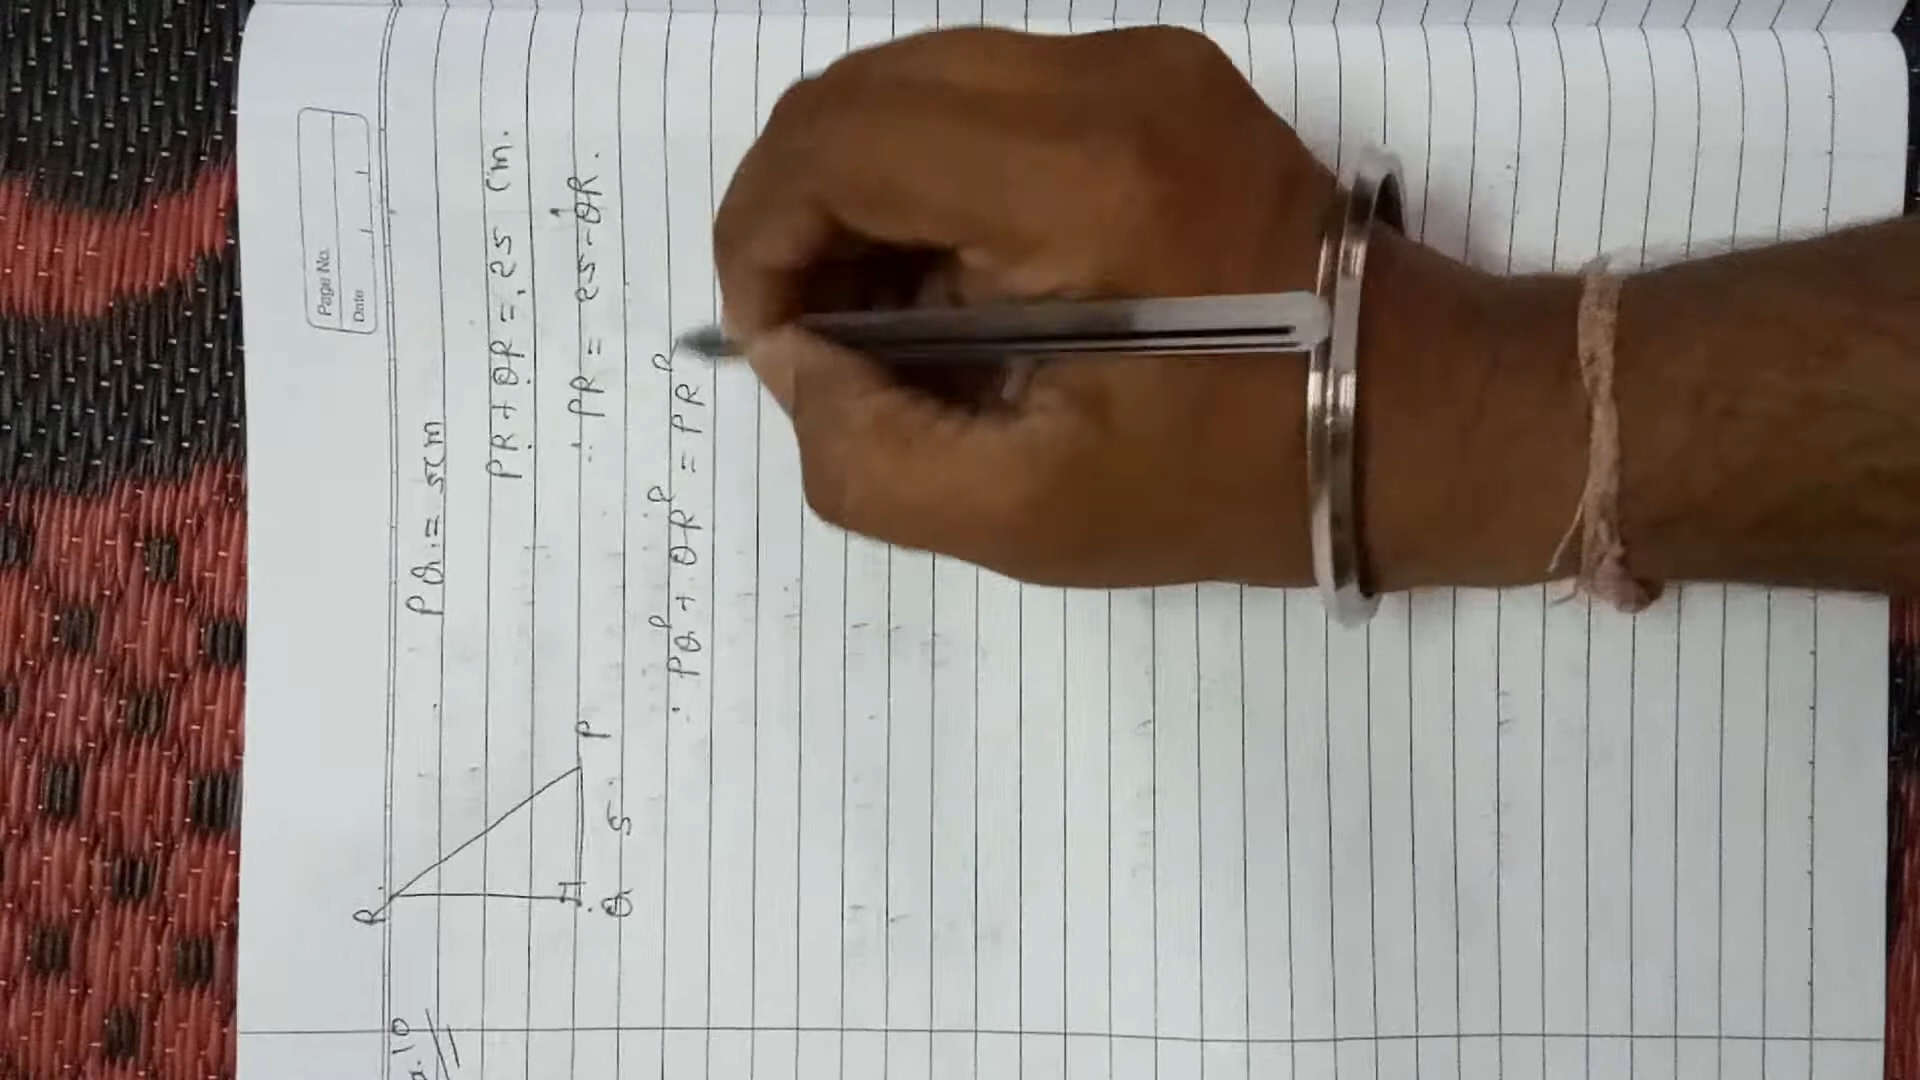 Page No.
Date
Q.10
R
Q 5 P
PQ = 5cm
PR + QR = 25 cm.
∴ PR = 25 - QR.
∴ PQ² + QR² = PR²